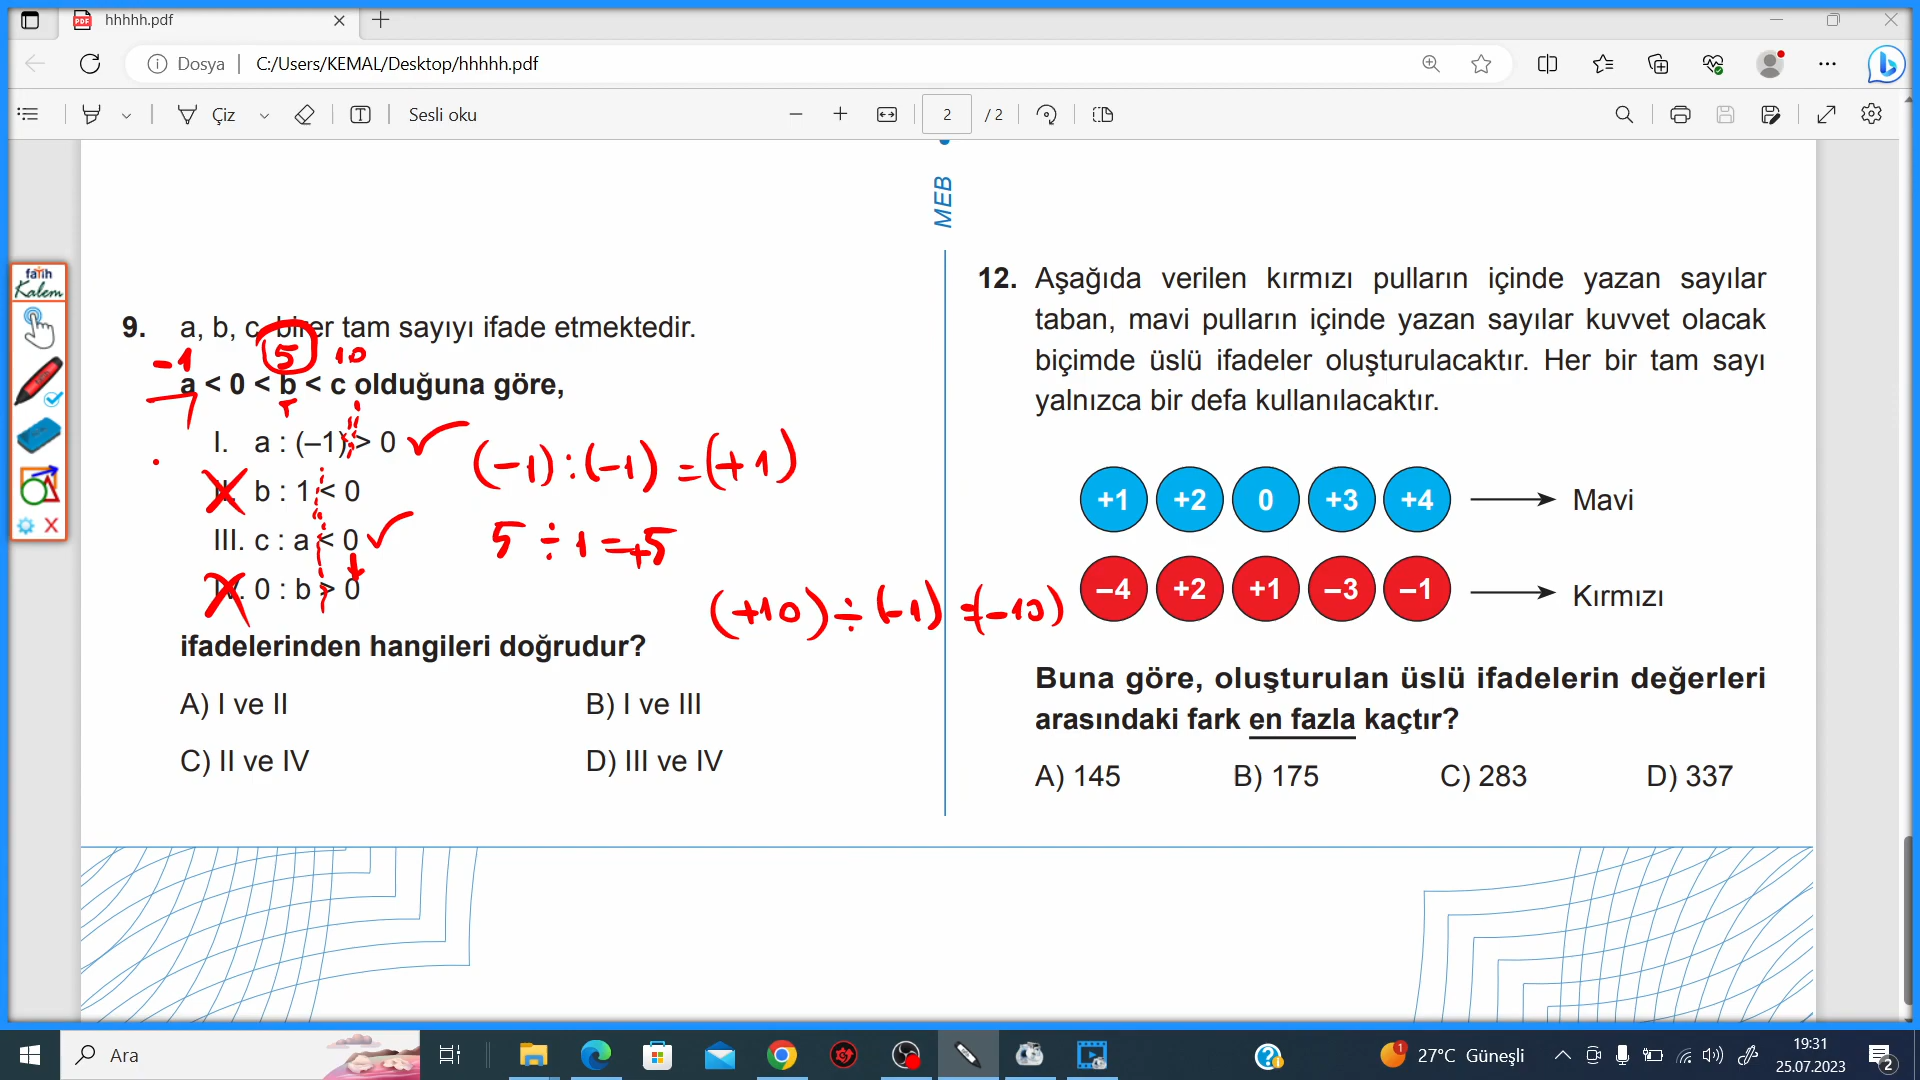 hhhhh.pdf
Dosya
C:/Users/KEMAL/Desktop/hhhhh.pdf
Çiz
Sesli oku
2 / 2
MEB
fatih
Kalem
9. a, b, c, birer tam sayıyı ifade etmektedir.
-1 5 10
a < 0 < b < c olduğuna göre,
I. a : (–1) > 0
(-1):(-1) =(+1)
II. b : 1 < 0
III. c : a < 0
5 ÷ 1 = +5
IV. 0 : b > 0
(+10) ÷ (-1) =(-10)
ifadelerinden hangileri doğrudur?
A) I ve II
B) I ve III
C) II ve IV
D) III ve IV
12. Aşağıda verilen kırmızı pulların içinde yazan sayılar
taban, mavi pulların içinde yazan sayılar kuvvet olacak
biçimde üslü ifadeler oluşturulacaktır. Her bir tam sayı
yalnızca bir defa kullanılacaktır.
+1 +2 0 +3 +4 Mavi
–4 +2 +1 –3 –1 Kırmızı
Buna göre, oluşturulan üslü ifadelerin değerleri
arasındaki fark en fazla kaçtır?
A) 145
B) 175
C) 283
D) 337
Ara
1
27°C Güneşli
19:31
25.07.2023
2